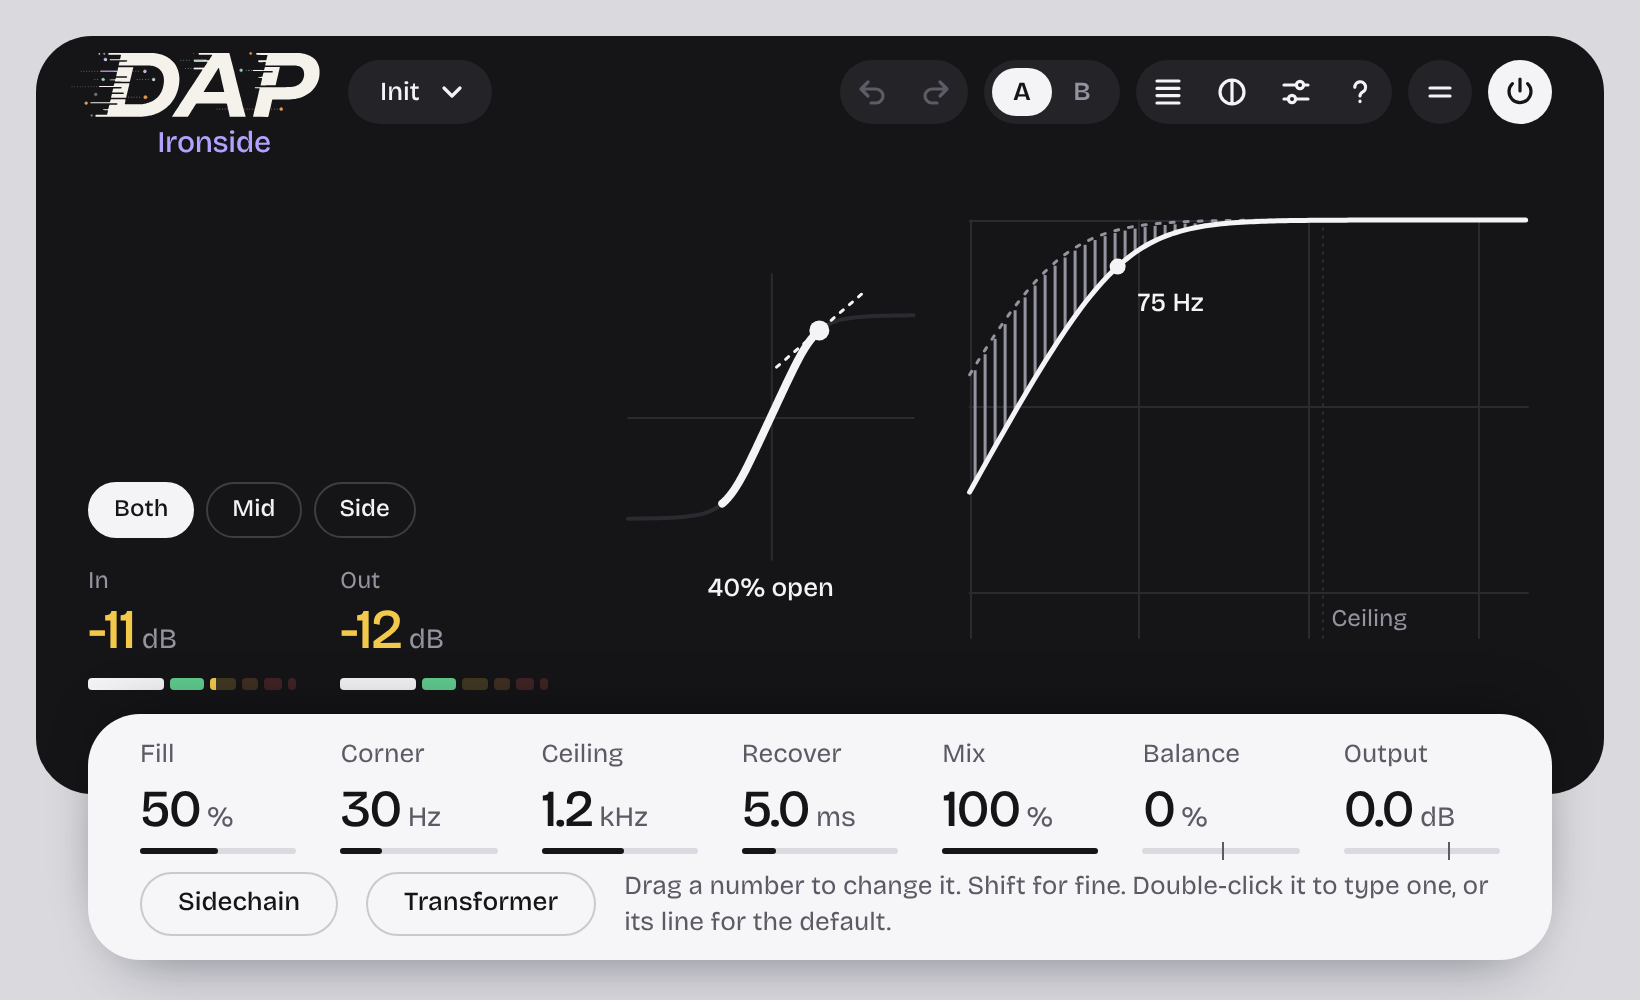 DAP
Ironside
Init
A B
?
75 Hz
Both Mid Side
In Out
-11 dB -12 dB
40% open
Ceiling
Fill Corner Ceiling Recover Mix Balance Output
50 % 30 Hz 1.2 kHz 5.0 ms 100 % 0 % 0.0 dB
Sidechain Transformer
Drag a number to change it. Shift for fine. Double-click it to type one, or
its line for the default.